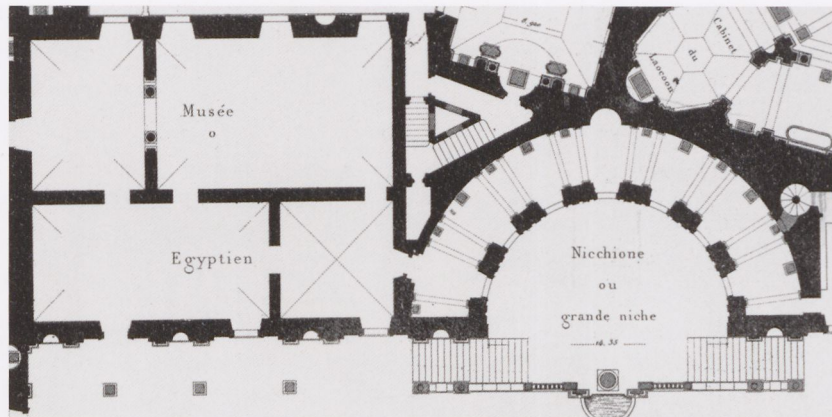 Musée
o
Egyptien
Cabinet
du
Laocoon
Nicchione
ou
grande niche